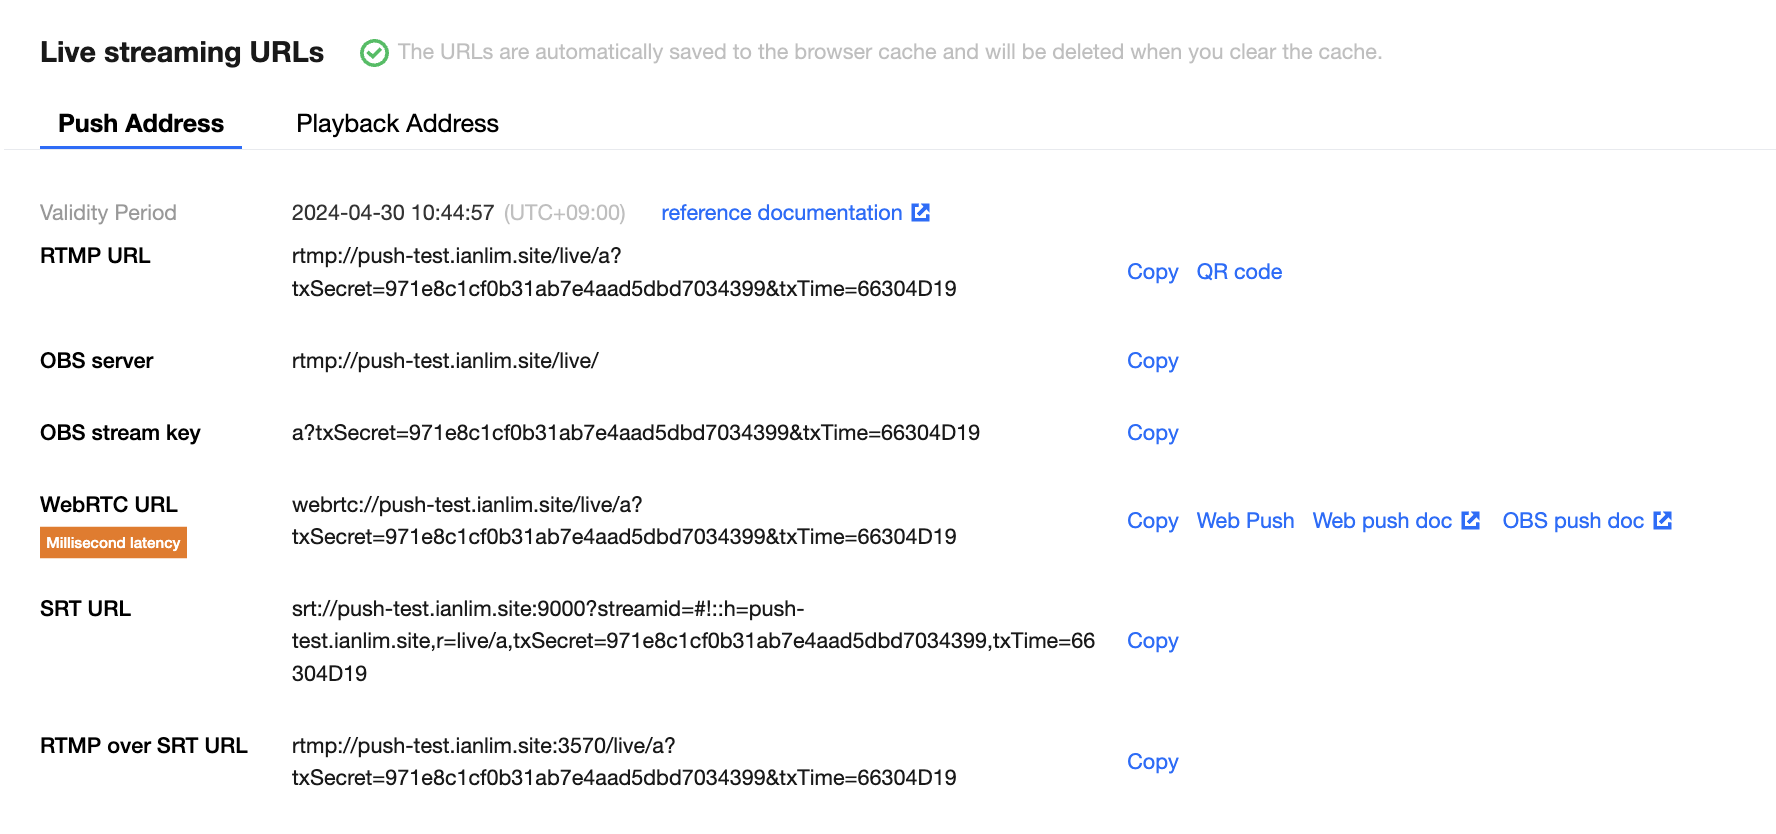 Live streaming URLs The URLs are automatically saved to the browser cache and will be deleted when you clear the cache.
Push Address Playback Address
Validity Period 2024-04-30 10:44:57 (UTC+09:00) reference documentation
RTMP URL rtmp://push-test.ianlim.site/live/a?
txSecret=971e8c1cf0b31ab7e4aad5dbd7034399&txTime=66304D19
Copy QR code
OBS server rtmp://push-test.ianlim.site/live/ Copy
OBS stream key a?txSecret=971e8c1cf0b31ab7e4aad5dbd7034399&txTime=66304D19 Copy
WebRTC URL webrtc://push-test.ianlim.site/live/a?
Millisecond latency txSecret=971e8c1cf0b31ab7e4aad5dbd7034399&txTime=66304D19
Copy Web Push Web push doc OBS push doc
SRT URL srt://push-test.ianlim.site:9000?streamid=#!::h=push-
test.ianlim.site,r=live/a,txSecret=971e8c1cf0b31ab7e4aad5dbd7034399,txTime=66 Copy
304D19
RTMP over SRT URL rtmp://push-test.ianlim.site:3570/live/a?
txSecret=971e8c1cf0b31ab7e4aad5dbd7034399&txTime=66304D19
Copy